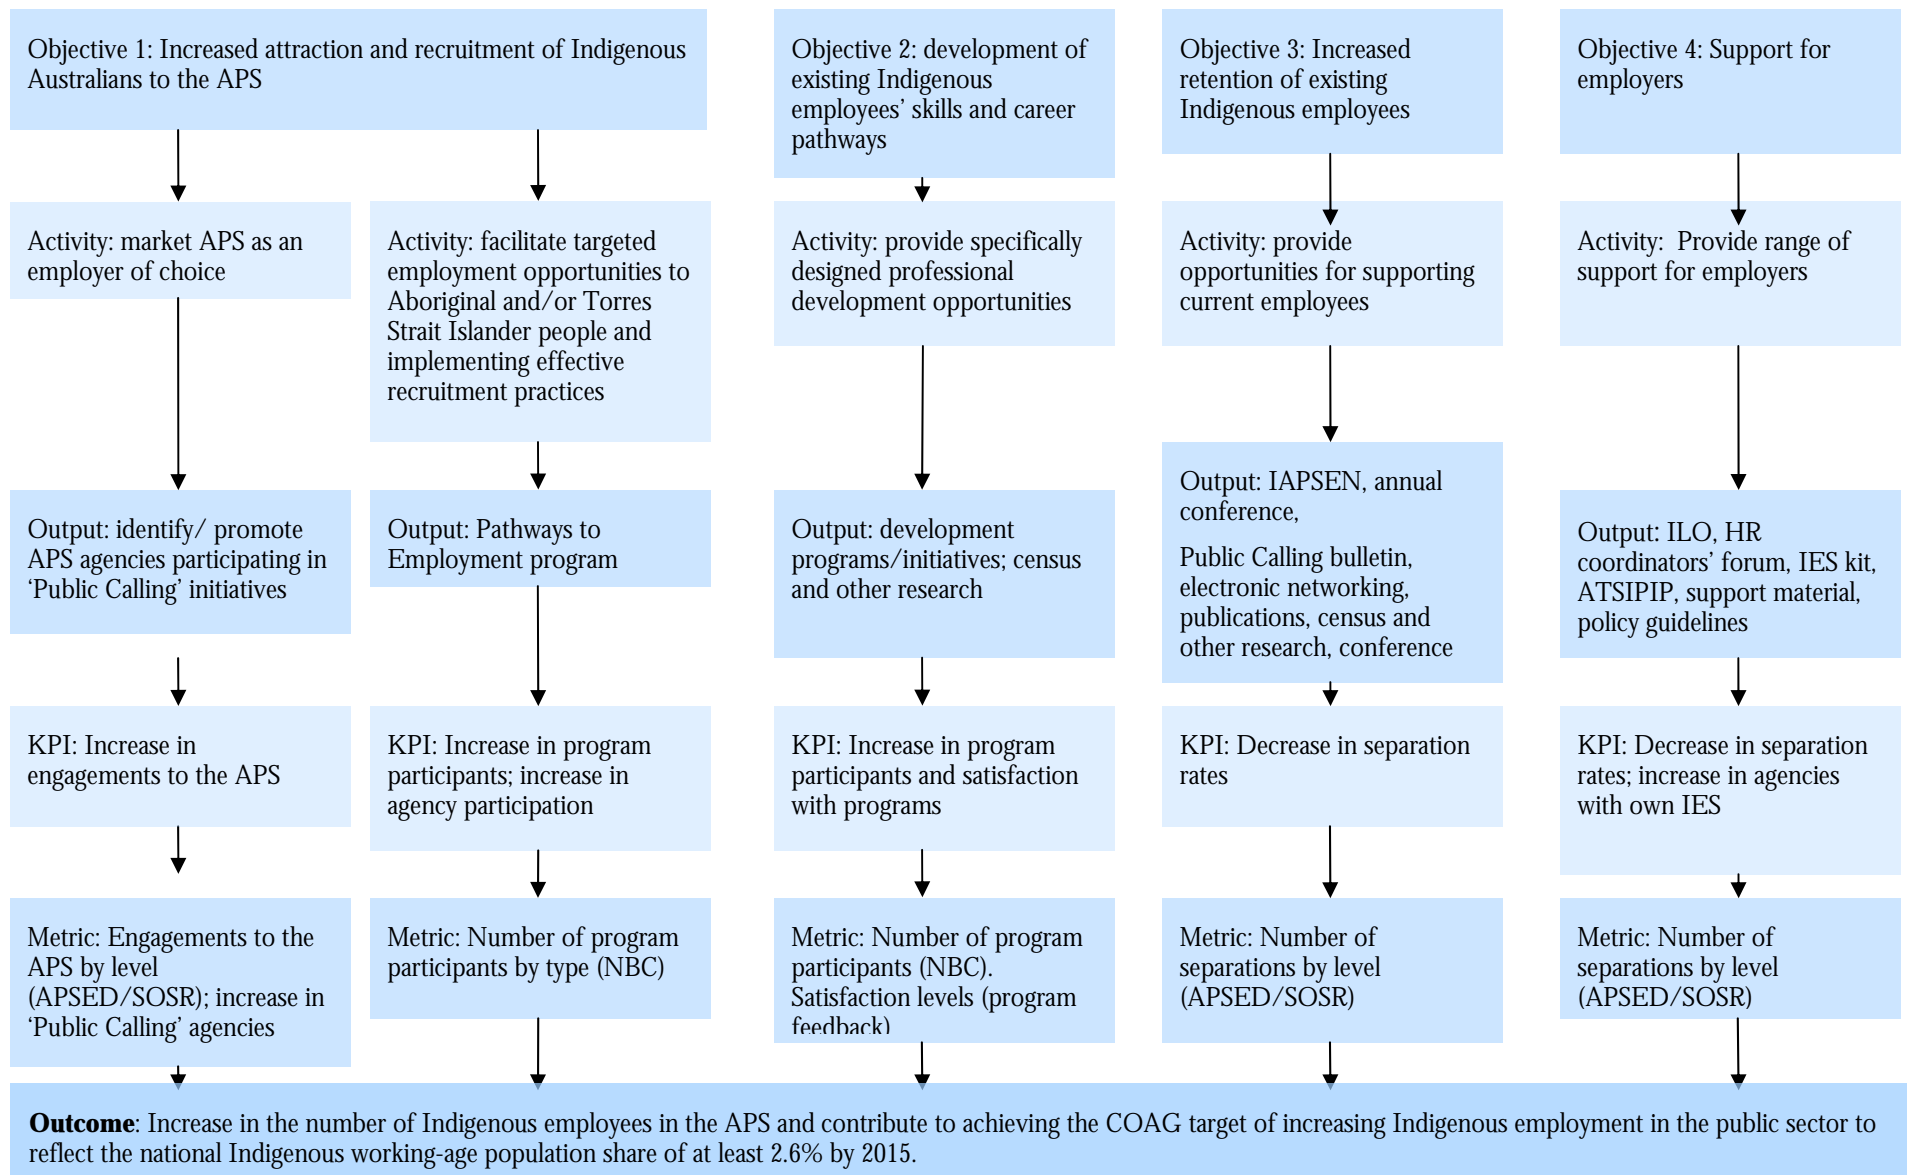 Objective 1: Increased attraction and recruitment of Indigenous
Australians to the APS
Objective 2: development of
existing Indigenous
employees’ skills and career
pathways
Objective 3: Increased
retention of existing
Indigenous employees
Objective 4: Support for
employers
Activity: market APS as an
employer of choice
Activity: facilitate targeted
employment opportunities to
Aboriginal and/or Torres
Strait Islander people and
implementing effective
recruitment practices
Activity: provide specifically
designed professional
development opportunities
Activity: provide
opportunities for supporting
current employees
Activity:  Provide range of
support for employers
Output: identify/ promote
APS agencies participating in
‘Public Calling’ initiatives
Output: Pathways to
Employment program
Output: development
programs/initiatives; census
and other research
Output: IAPSEN, annual
conference,
Public Calling bulletin,
electronic networking,
publications, census and
other research, conference
Output: ILO, HR
coordinators’ forum, IES kit,
ATSIPIP, support material,
policy guidelines
KPI: Increase in
engagements to the APS
KPI: Increase in program
participants; increase in
agency participation
KPI: Increase in program
participants and satisfaction
with programs
KPI: Decrease in separation
rates
KPI: Decrease in separation
rates; increase in agencies
with own IES
Metric: Engagements to the
APS by level
(APSED/SOSR); increase in
‘Public Calling’ agencies
Metric: Number of program
participants by type (NBC)
Metric: Number of program
participants (NBC).
Satisfaction levels (program
feedback)
Metric: Number of
separations by level
(APSED/SOSR)
Metric: Number of
separations by level
(APSED/SOSR)
Outcome: Increase in the number of Indigenous employees in the APS and contribute to achieving the COAG target of increasing Indigenous employment in the public sector to
reflect the national Indigenous working-age population share of at least 2.6% by 2015.